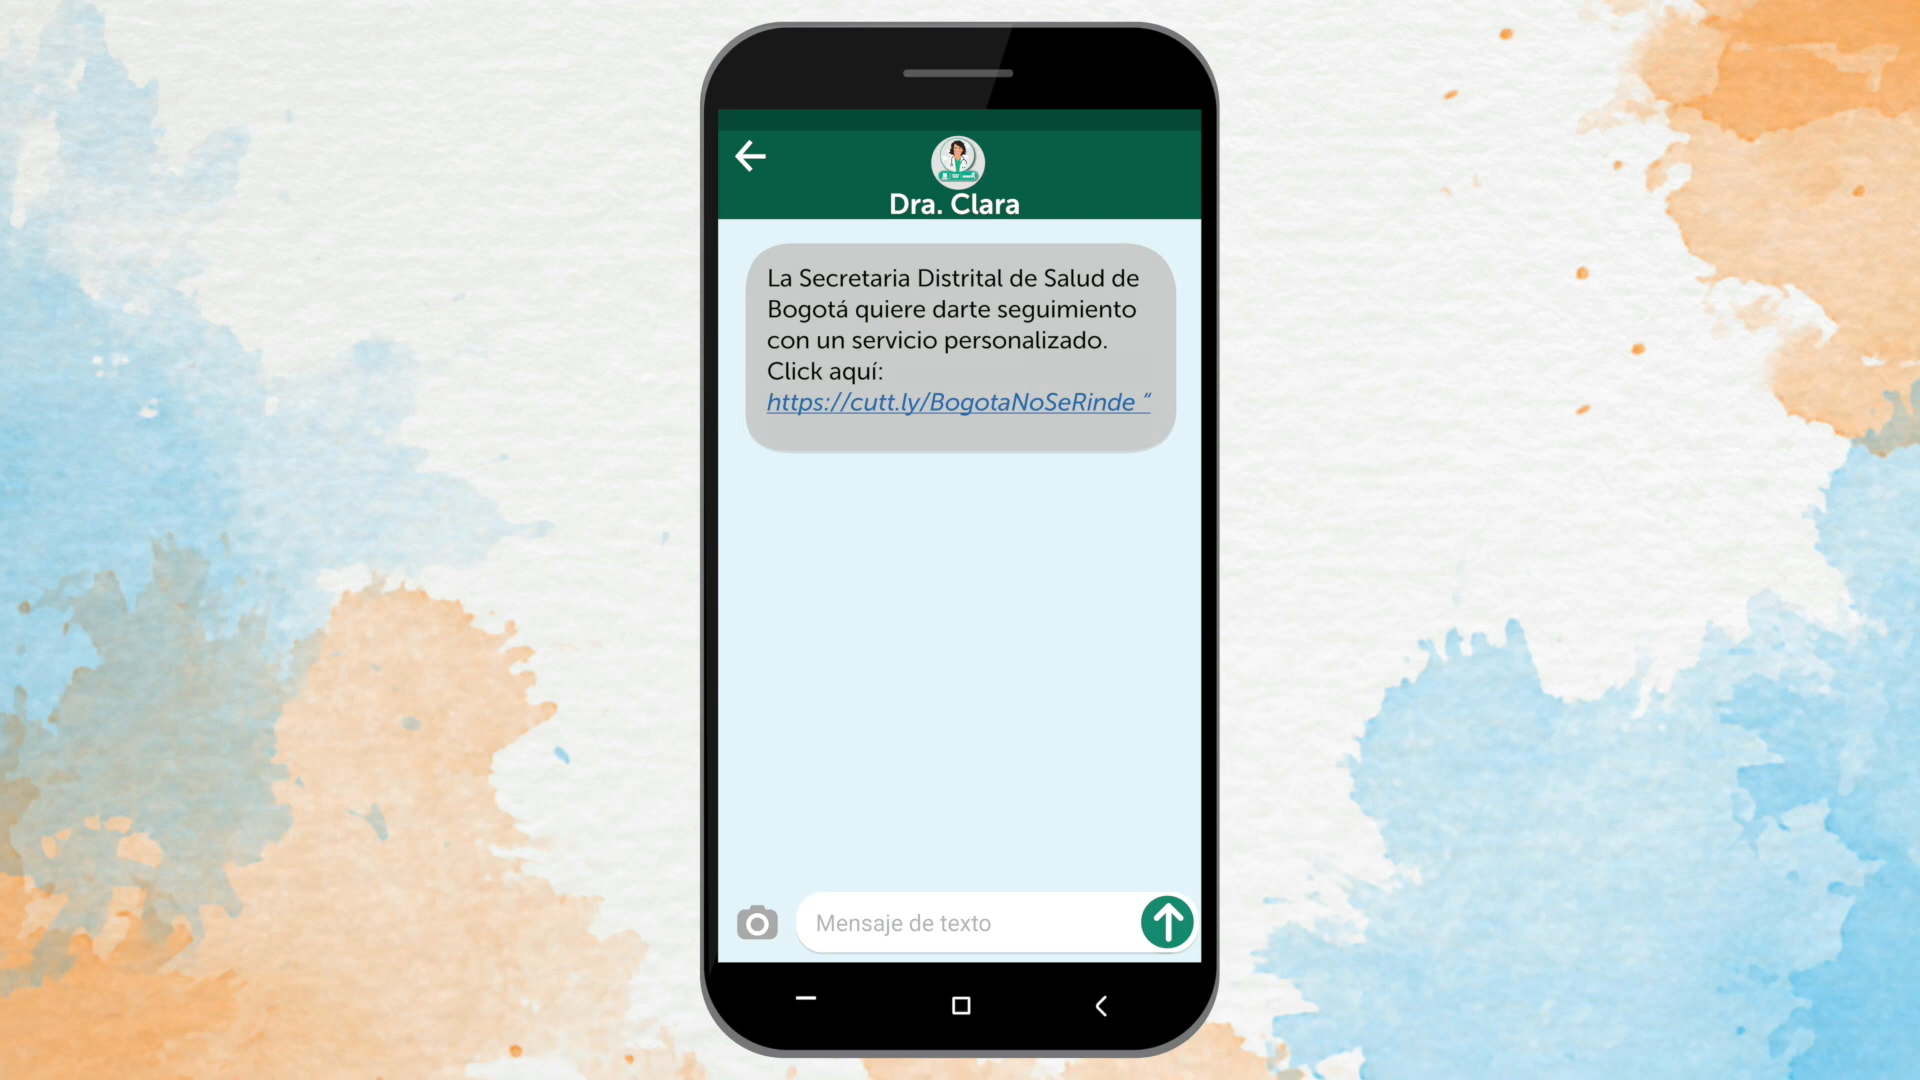 Dra. Clara
La Secretaria Distrital de Salud de
Bogotá quiere darte seguimiento
con un servicio personalizado.
Click aquí:
https://cutt.ly/BogotaNoSeRinde “
Mensaje de texto